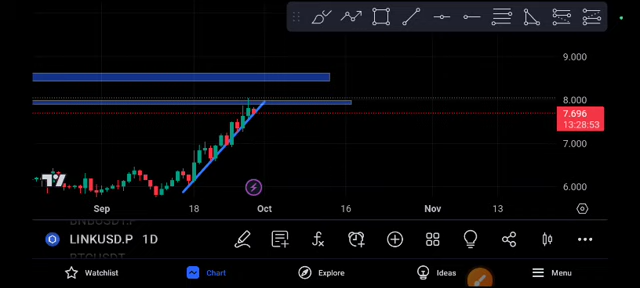 9.000
8.000
7.696
13:28:53
7.000
6.000
Sep
18
Oct
16
Nov
13
BNBUSDT.P
LINKUSD.P 1D
BTCUSDT
Watchlist
Chart
Explore
Ideas
Menu